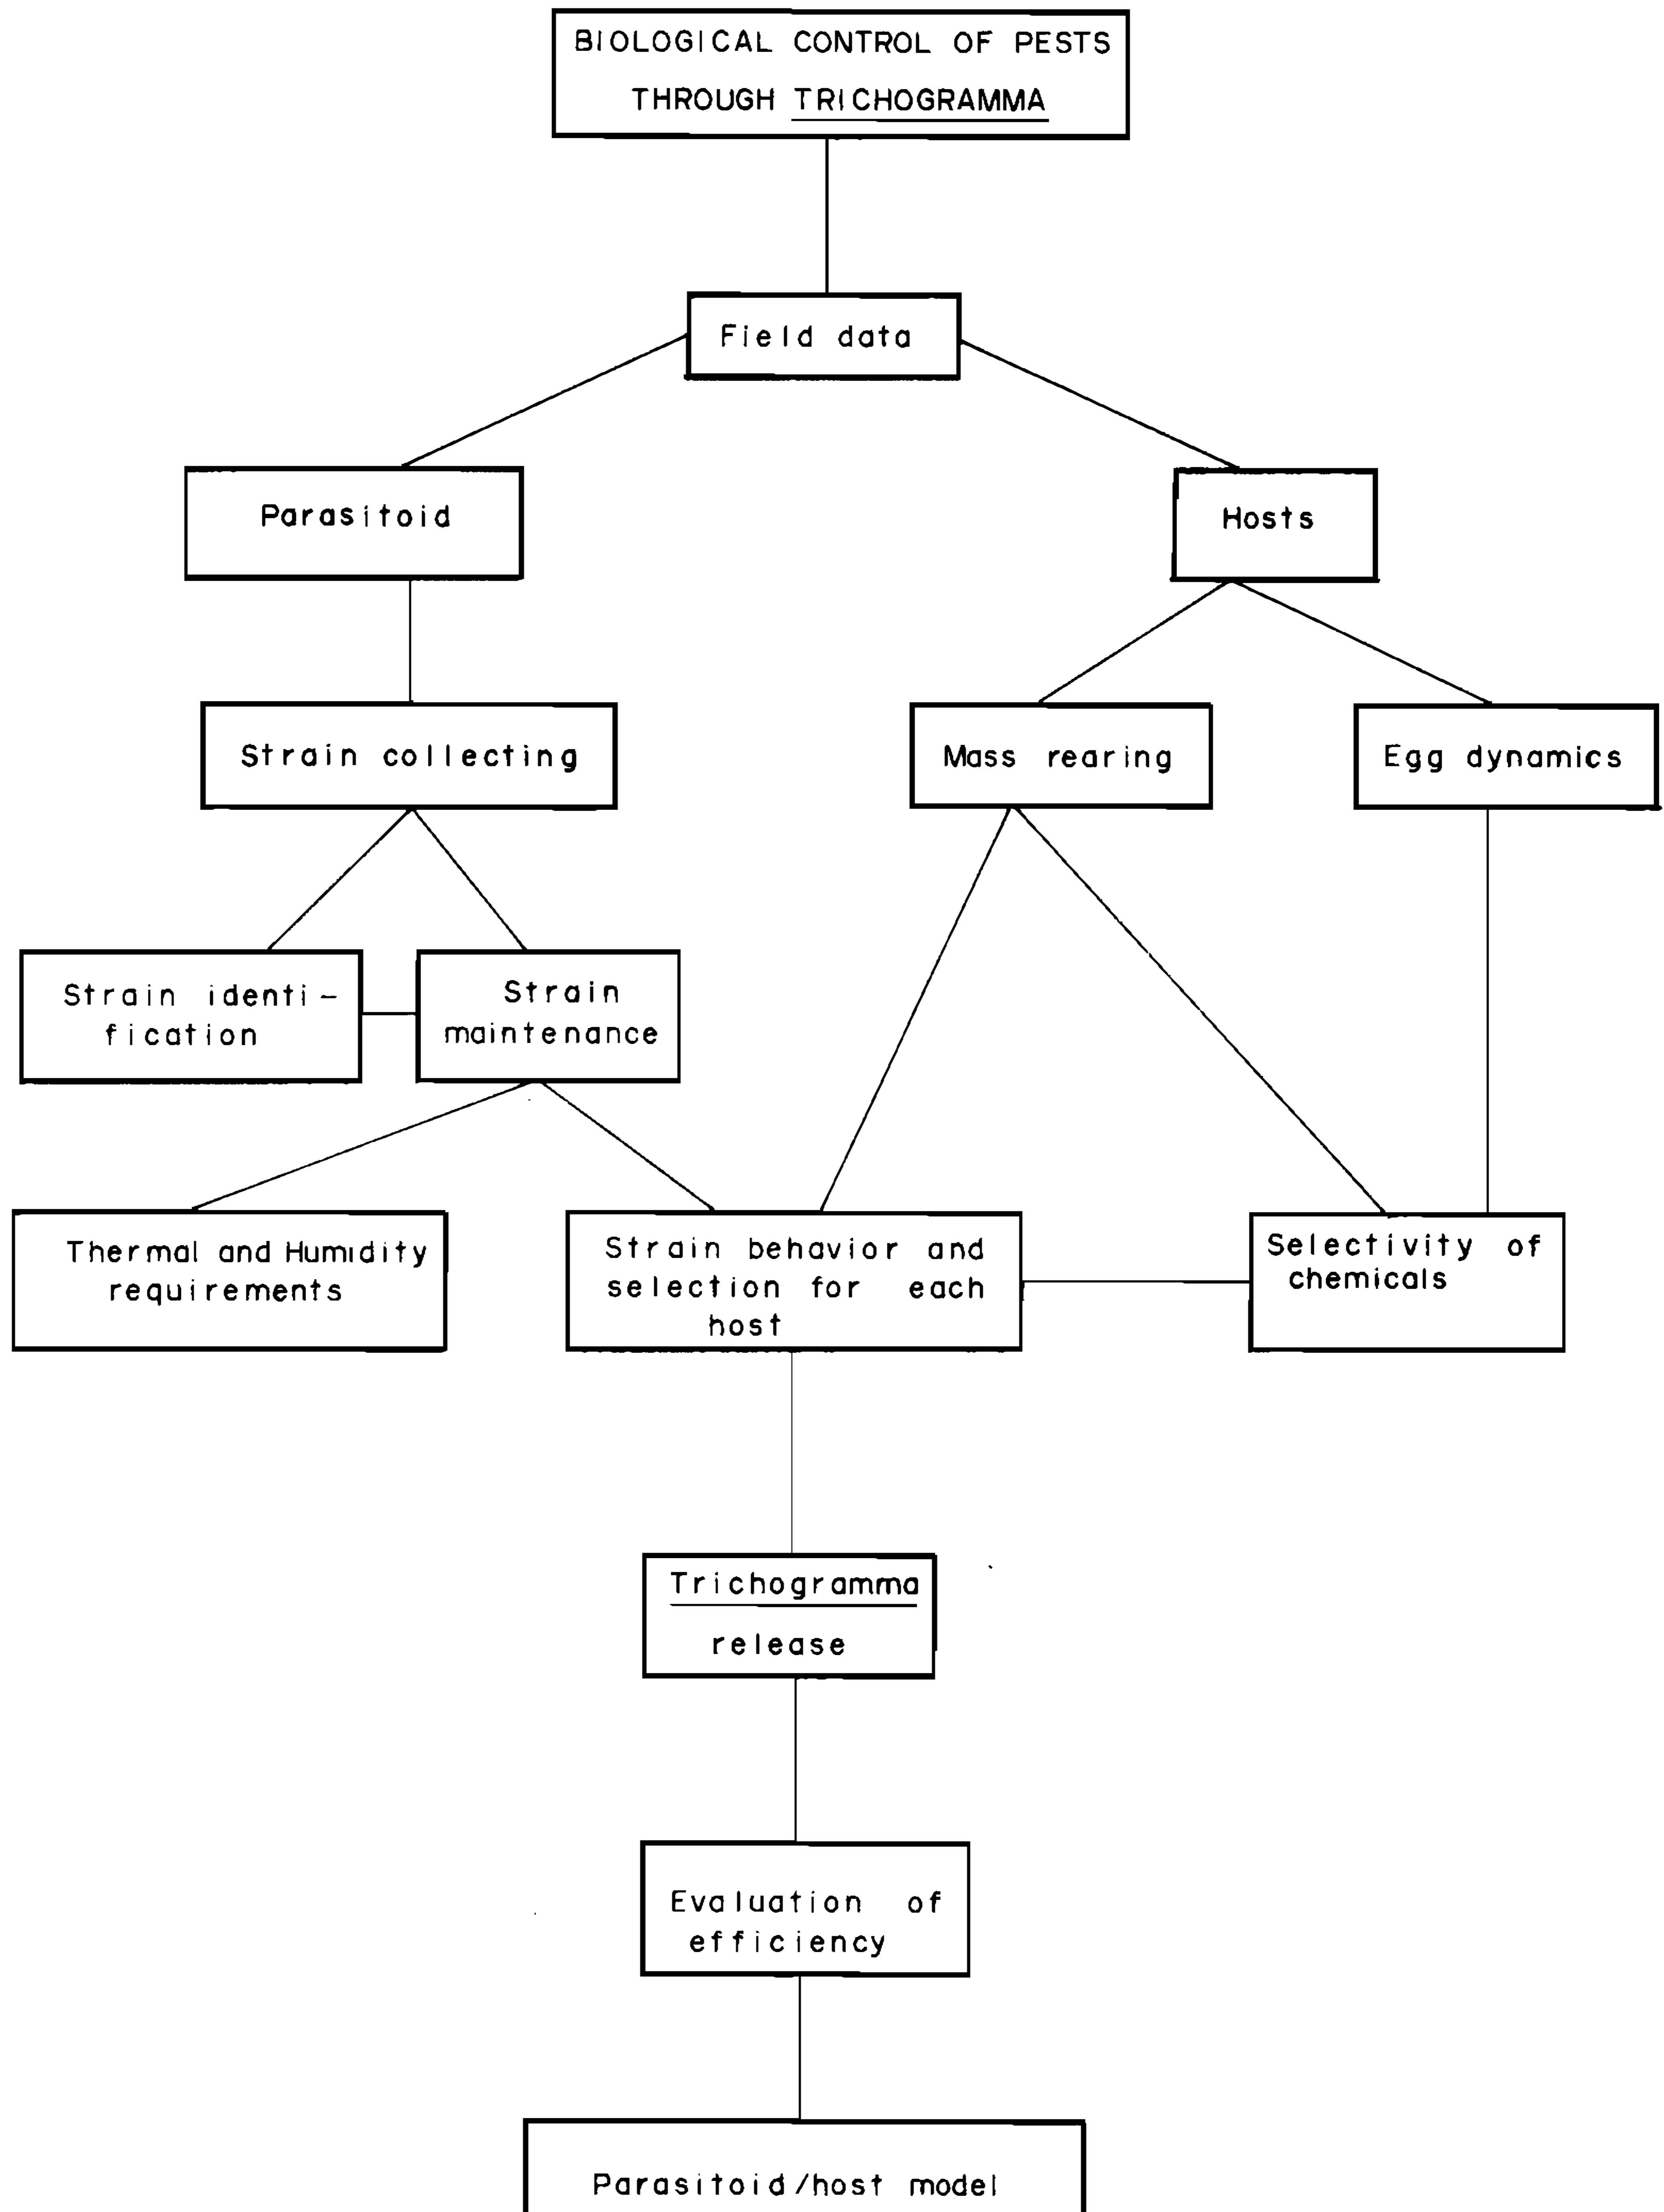 BIOLOGICAL CONTROL OF PESTS
THROUGH TRICHOGRAMMA
Field data
Parasitoid
Hosts
Strain collecting
Mass rearing
Egg dynamics
Strain identi-
fication
Strain
maintenance
Thermal and Humidity
requirements
Strain behavior and
selection for each
host
Selectivity of
chemicals
Trichogramma
release
Evaluation of
efficiency
Parasitoid/host model